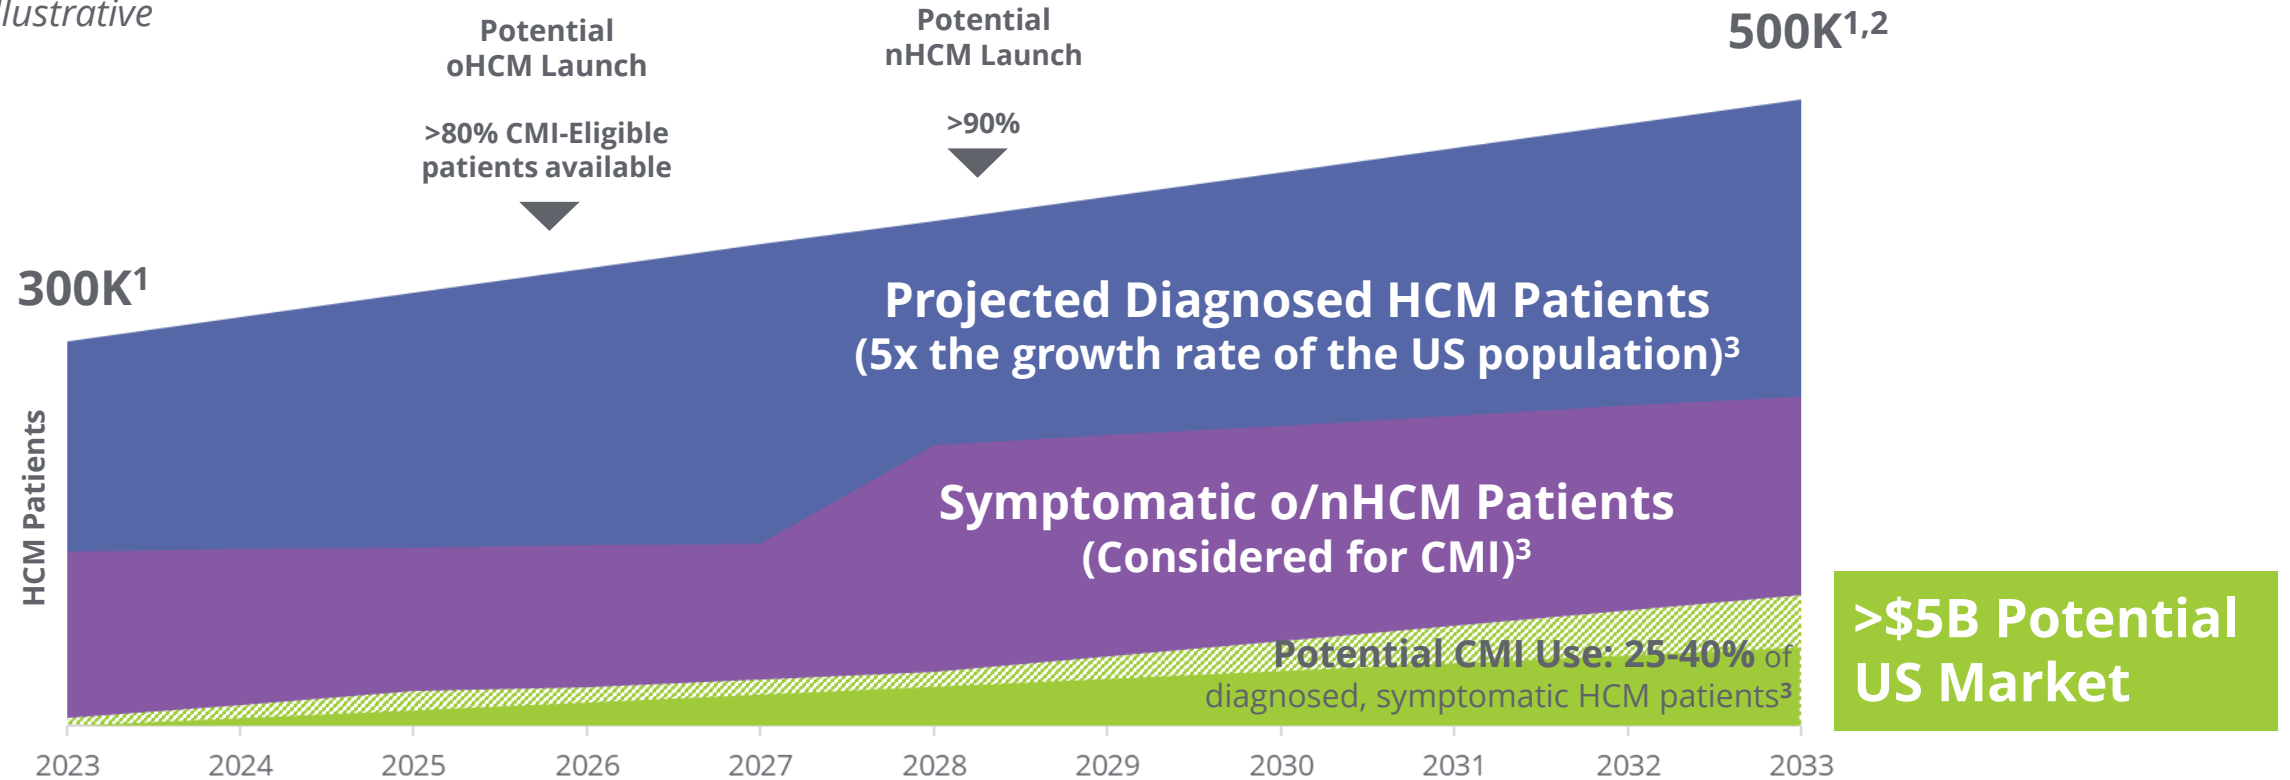 Potential
oHCM Launch
>80% CMI-Eligible
patients available
Potential
nHCM Launch
>90%
500K1,2
300K1
HCM Patients
Projected Diagnosed HCM Patients
(5x the growth rate of the US population)3
Symptomatic o/nHCM Patients
(Considered for CMI)3
Potential CMI Use: 25-40% of
diagnosed, symptomatic HCM patients3
>$5B Potential
US Market
2023 2024 2025 2026 2027 2028 2029 2030 2031 2032 2033